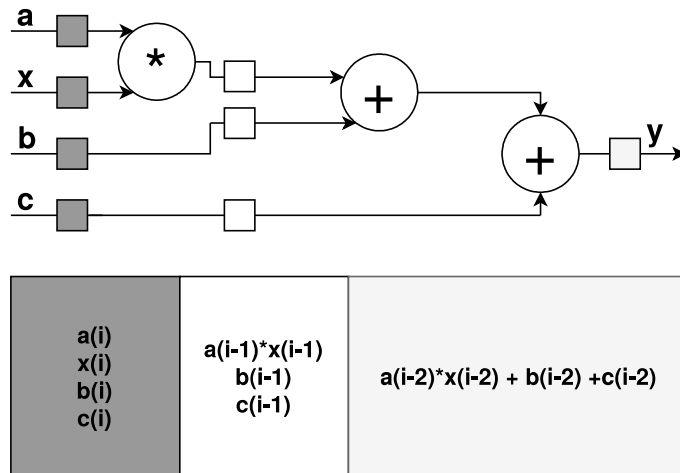 a
*
x
+
b
+
y
c
a(i)
x(i)
b(i)
c(i)
a(i-1)*x(i-1)
b(i-1)
c(i-1)
a(i-2)*x(i-2) + b(i-2) +c(i-2)